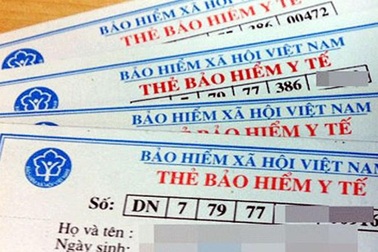 BẢO HIỂM XÃ HỘI VIỆT NAM
THẺ BẢO HIỂM Y TẾ
386 00472
BẢO HIỂM XÃ HỘI VIỆT NAM
THẺ BẢO HIỂM Y TẾ
7 79 77 386
BẢO HIỂM XÃ HỘI VIỆT NAM
THẺ BẢO HIỂM Y TẾ
BẢO HIỂM XÃ HỘI VIỆT NAM
THẺ BẢO HIỂM Y TẾ
Số: DN 7 79 77
Họ và tên :
Ngày sinh: